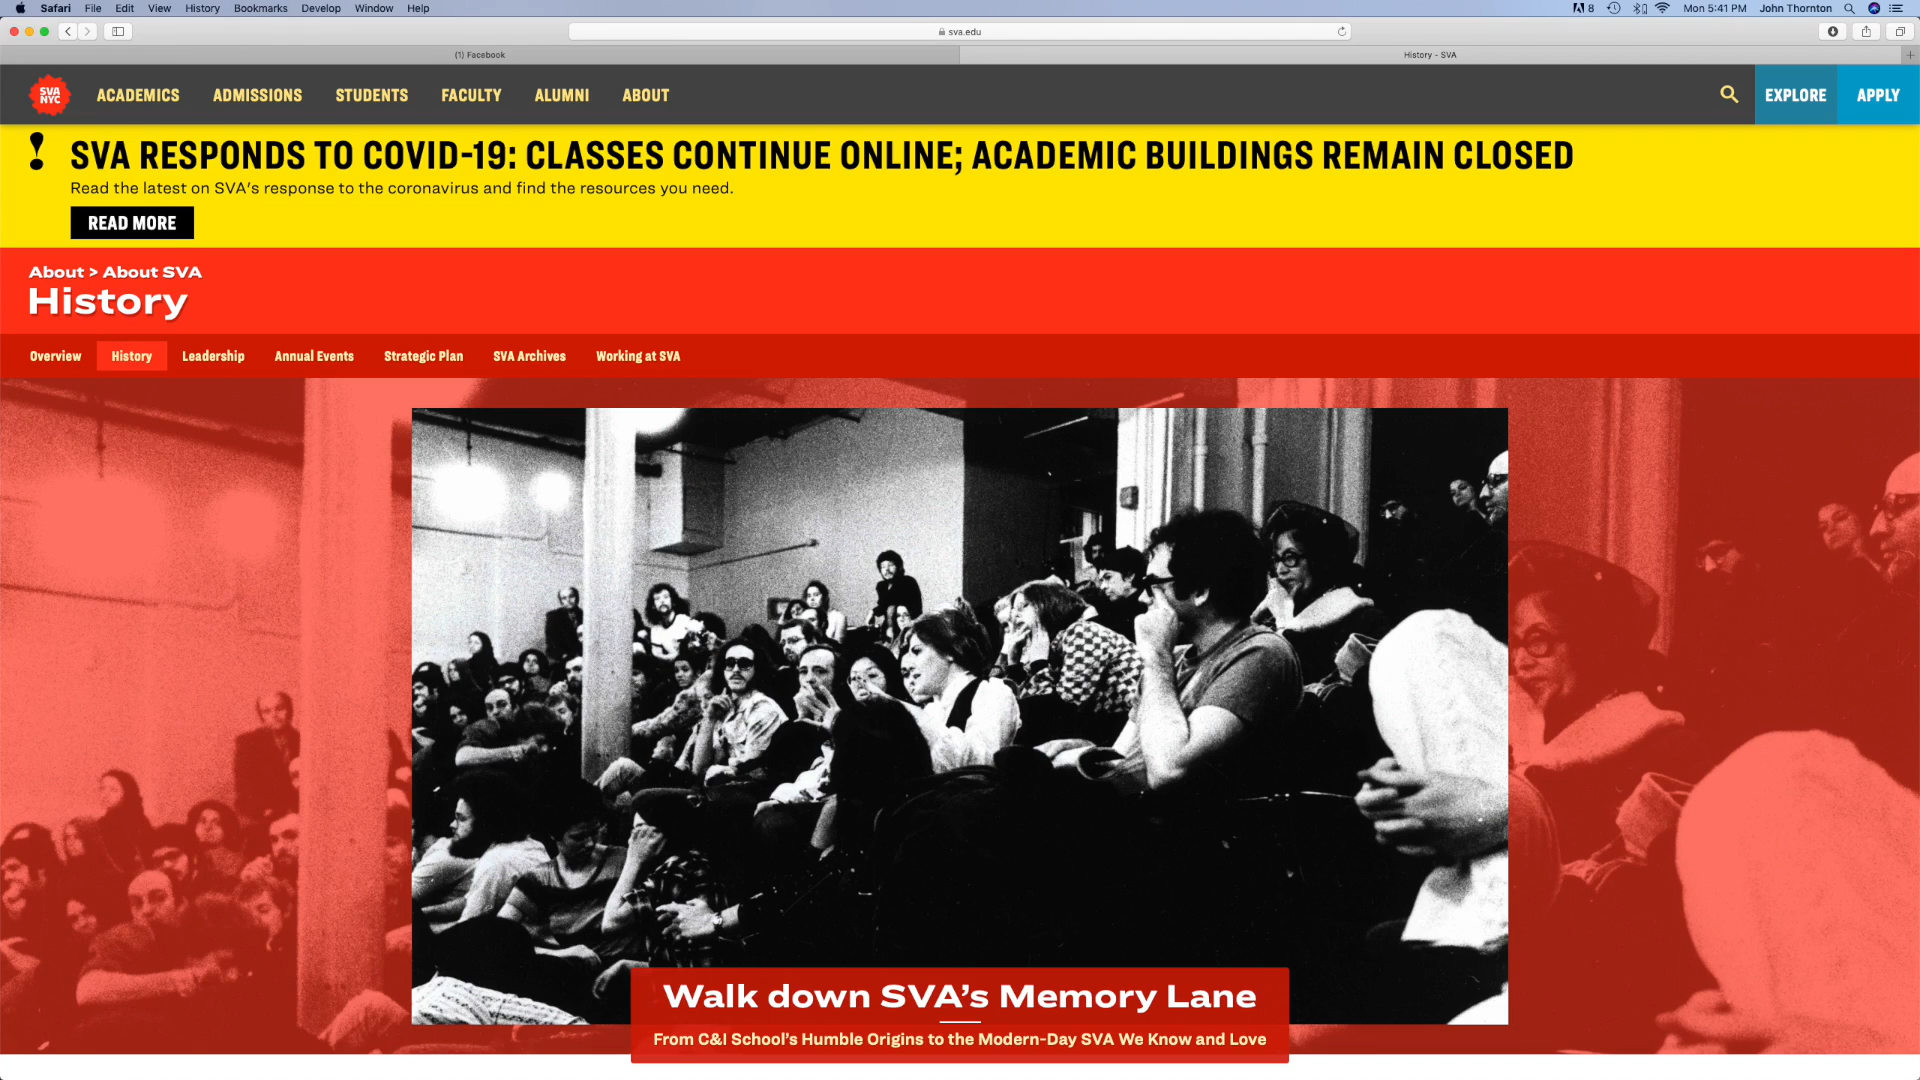 Safari File Edit View History Bookmarks Develop Window Help 8 Mon 5:41 PM John Thornton
sva.edu
(1) Facebook History - SVA
SVA NYC
ACADEMICS ADMISSIONS STUDENTS FACULTY ALUMNI ABOUT EXPLORE APPLY
! SVA RESPONDS TO COVID-19: CLASSES CONTINUE ONLINE; ACADEMIC BUILDINGS REMAIN CLOSED
Read the latest on SVA's response to the coronavirus and find the resources you need.
READ MORE
About > About SVA
History
Overview History Leadership Annual Events Strategic Plan SVA Archives Working at SVA
Walk down SVA's Memory Lane
From C&I School's Humble Origins to the Modern-Day SVA We Know and Love